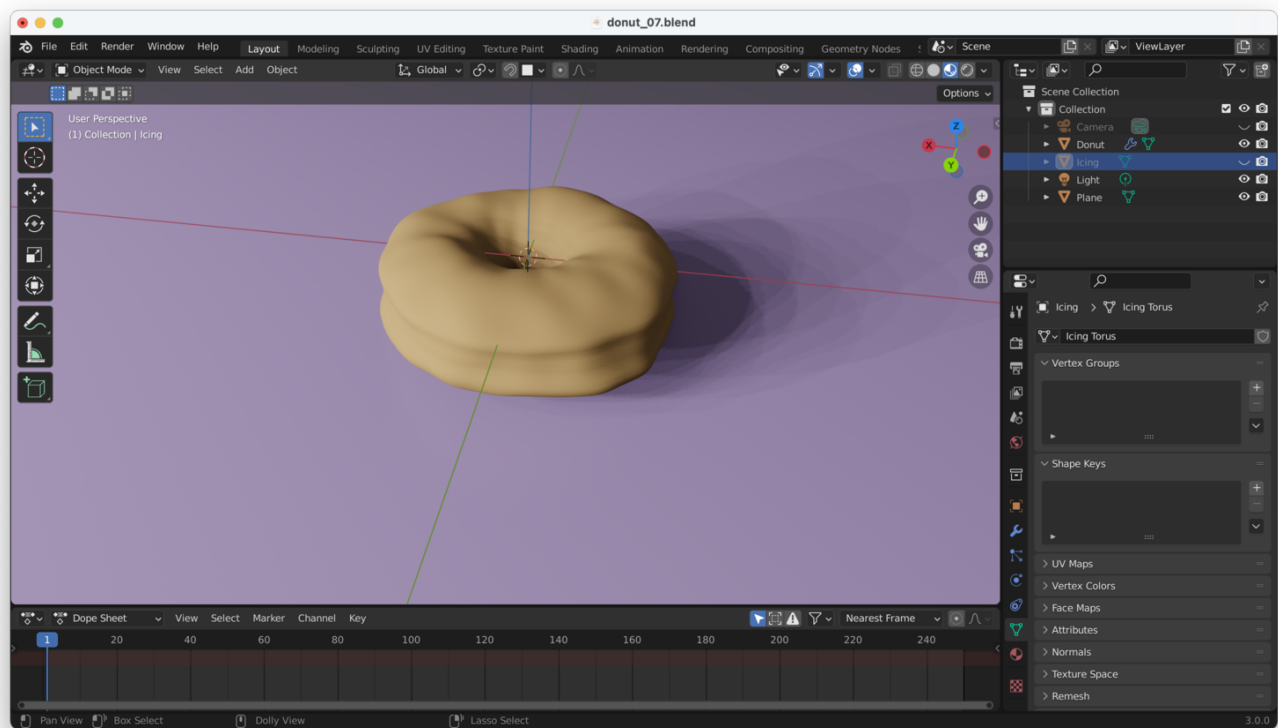 donut_07.blend
File Edit Render Window Help Layout Modeling Sculpting UV Editing Texture Paint Shading Animation Rendering Compositing Geometry Nodes Scene ViewLayer
Object Mode View Select Add Object Global
Options
User Perspective
(1) Collection | Icing
Z
X
Y
Scene Collection
Collection
Camera
Donut
Icing
Light
Plane
Icing > Icing Torus
Icing Torus
Vertex Groups
Shape Keys
UV Maps
Vertex Colors
Face Maps
Attributes
Normals
Texture Space
Remesh
Dope Sheet View Select Marker Channel Key Nearest Frame
1 20 40 60 80 100 120 140 160 180 200 220 240
Pan View Box Select Dolly View Lasso Select 3.0.0